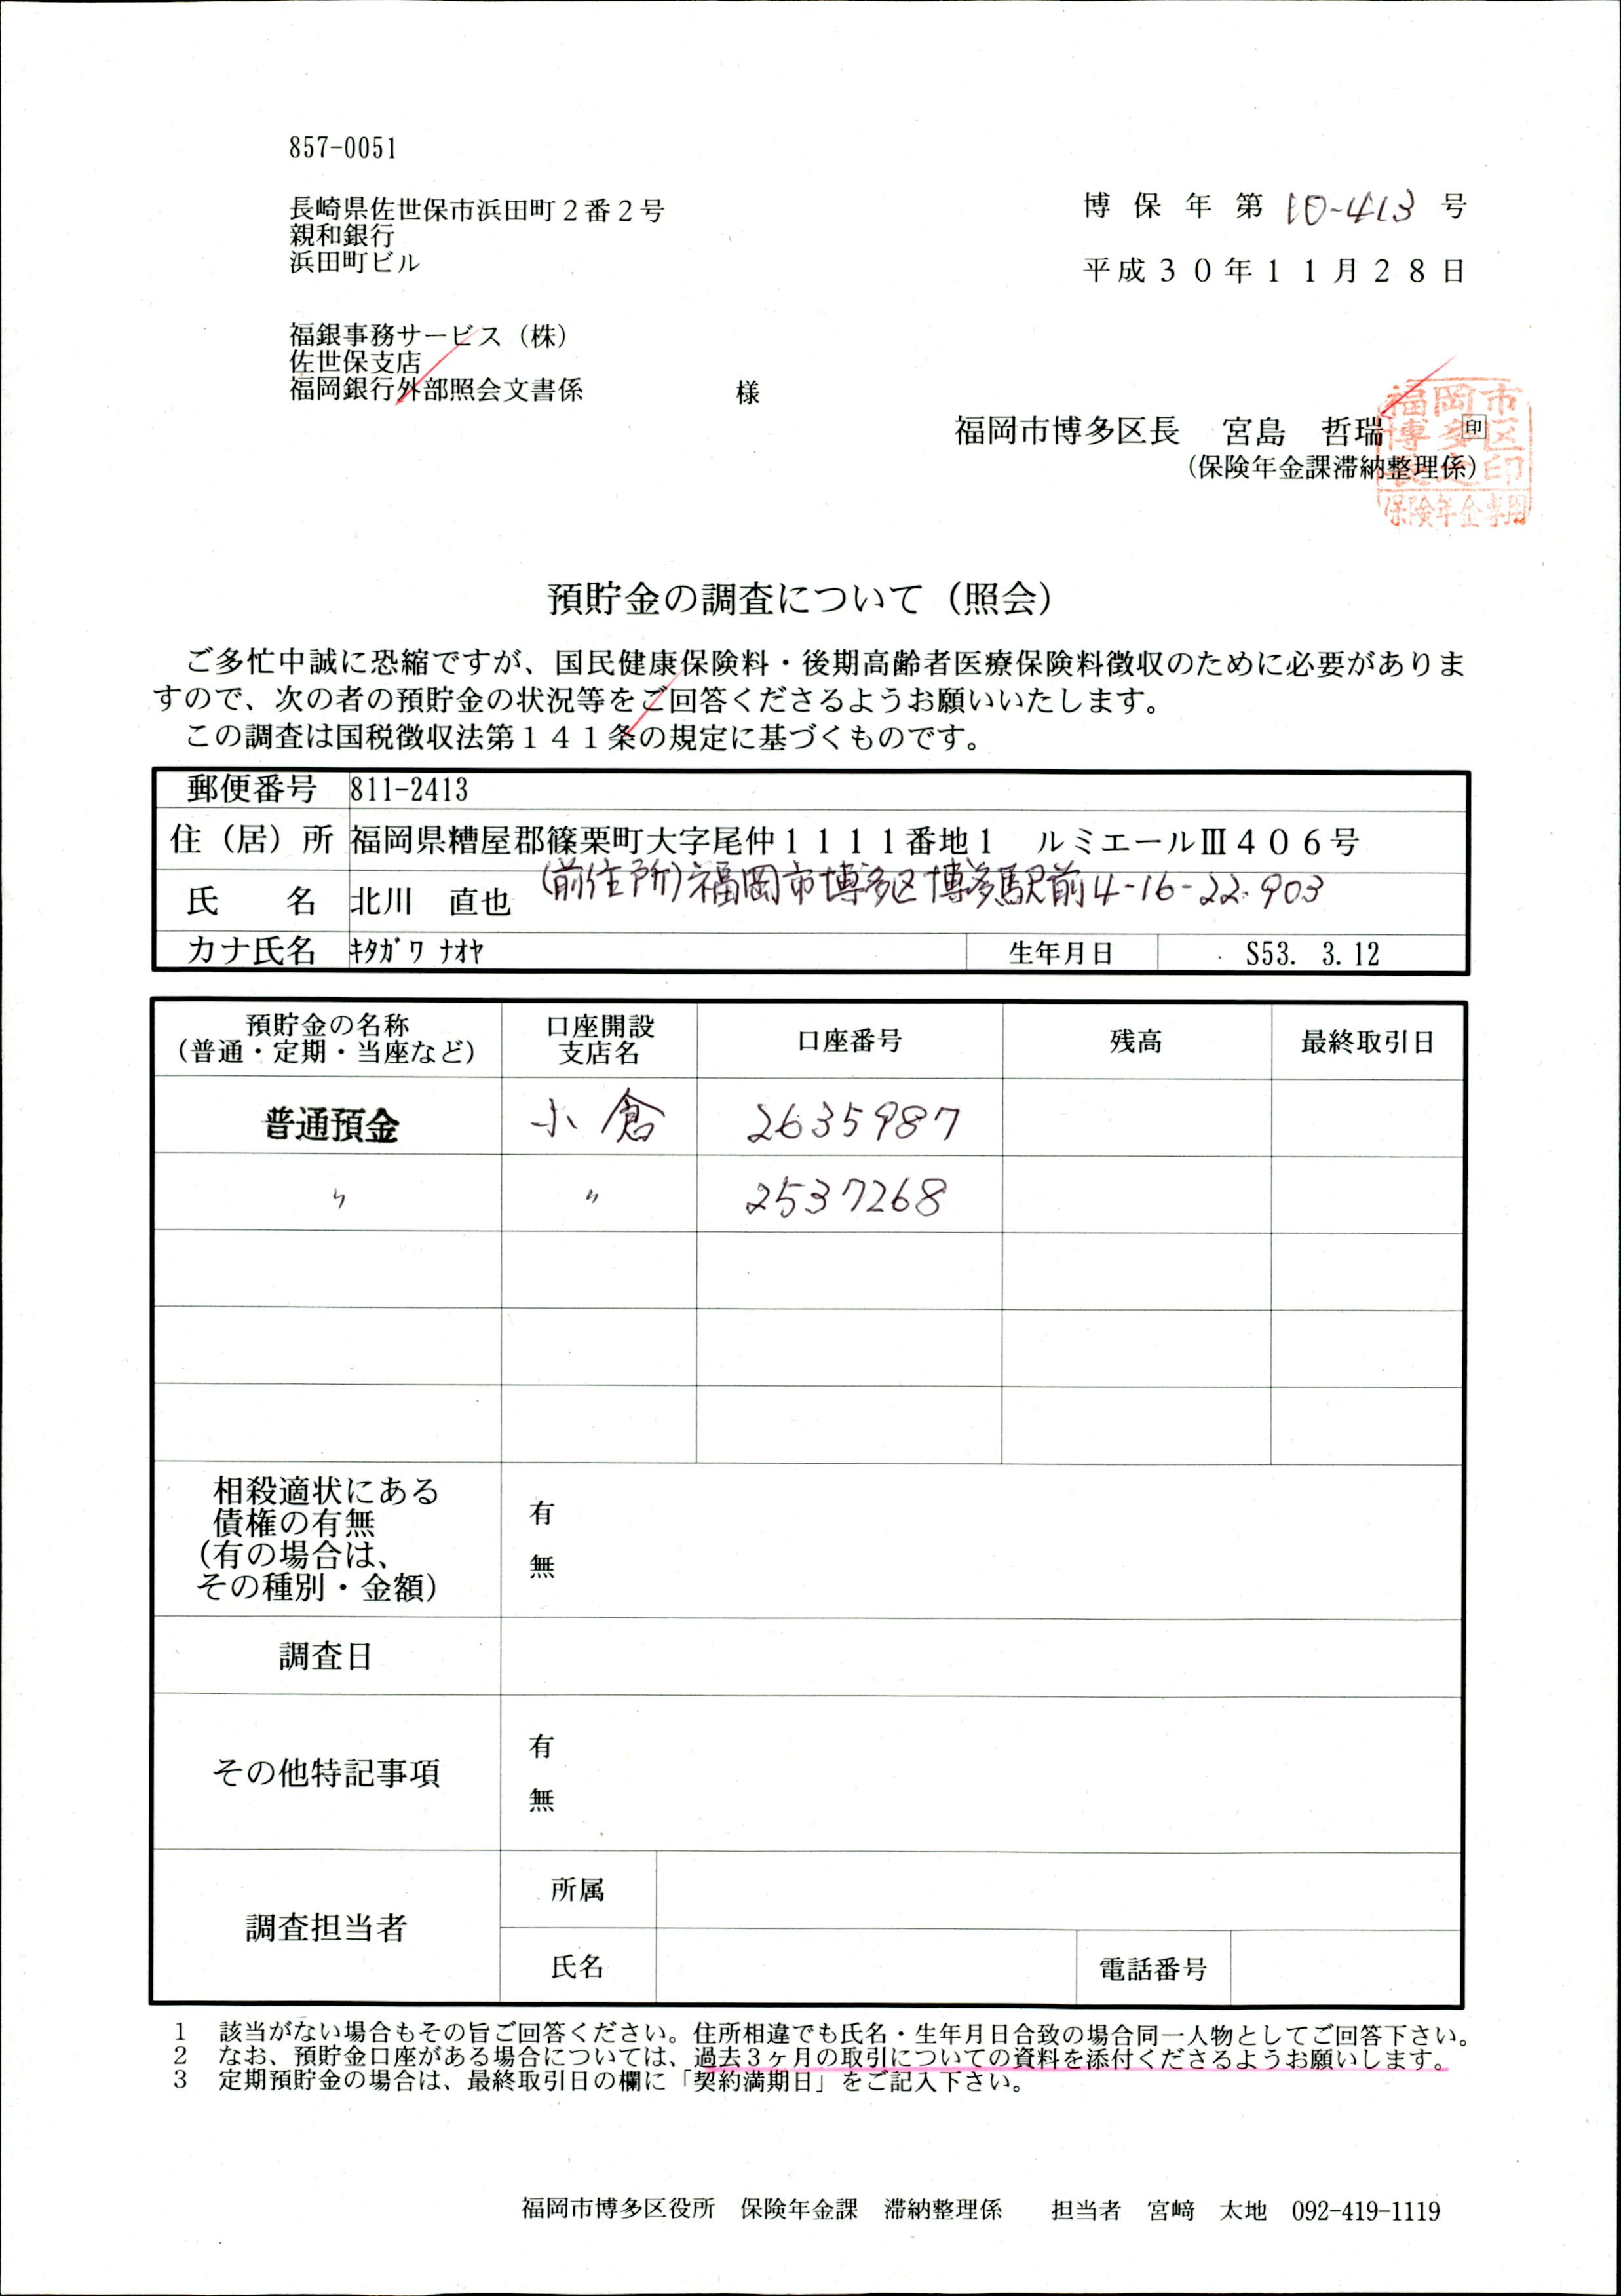 857-0051
長崎県佐世保市浜田町2番2号
親和銀行
浜田町ビル
博保年第10-413号
平成30年11月28日
福銀事務サービス（株）
佐世保支店
福岡銀行外部照会文書係　様
福岡市博多区長　宮島　哲瑞　印
（保険年金課滞納整理係）
福岡市
博多区
長之印
保険年金専用
預貯金の調査について（照会）
ご多忙中誠に恐縮ですが、国民健康保険料・後期高齢者医療保険料徴収のために必要がありま
すので、次の者の預貯金の状況等をご回答くださるようお願いいたします。
この調査は国税徴収法第141条の規定に基づくものです。
郵便番号　811-2413
住（居）所　福岡県糟屋郡篠栗町大字尾仲1111番地1　ルミエールⅢ406号
（前住所）福岡市博多区博多駅前4-16-22-903
氏　名　北川　直也
カナ氏名　ｷﾀｶﾞﾜ ﾅｵﾔ　生年月日　S53. 3.12
預貯金の名称（普通・定期・当座など）　口座開設支店名　口座番号　残高　最終取引日
普通預金　小倉　2635987
〃　〃　2537268
相殺適状にある
債権の有無
（有の場合は、
その種別・金額）
有
無
調査日
その他特記事項
有
無
調査担当者
所属
氏名　電話番号
1　該当がない場合もその旨ご回答ください。住所相違でも氏名・生年月日合致の場合同一人物としてご回答下さい。
2　なお、預貯金口座がある場合については、過去3ヶ月の取引についての資料を添付くださるようお願いします。
3　定期預貯金の場合は、最終取引日の欄に「契約満期日」をご記入下さい。
福岡市博多区役所　保険年金課　滞納整理係　担当者　宮﨑　太地　092-419-1119